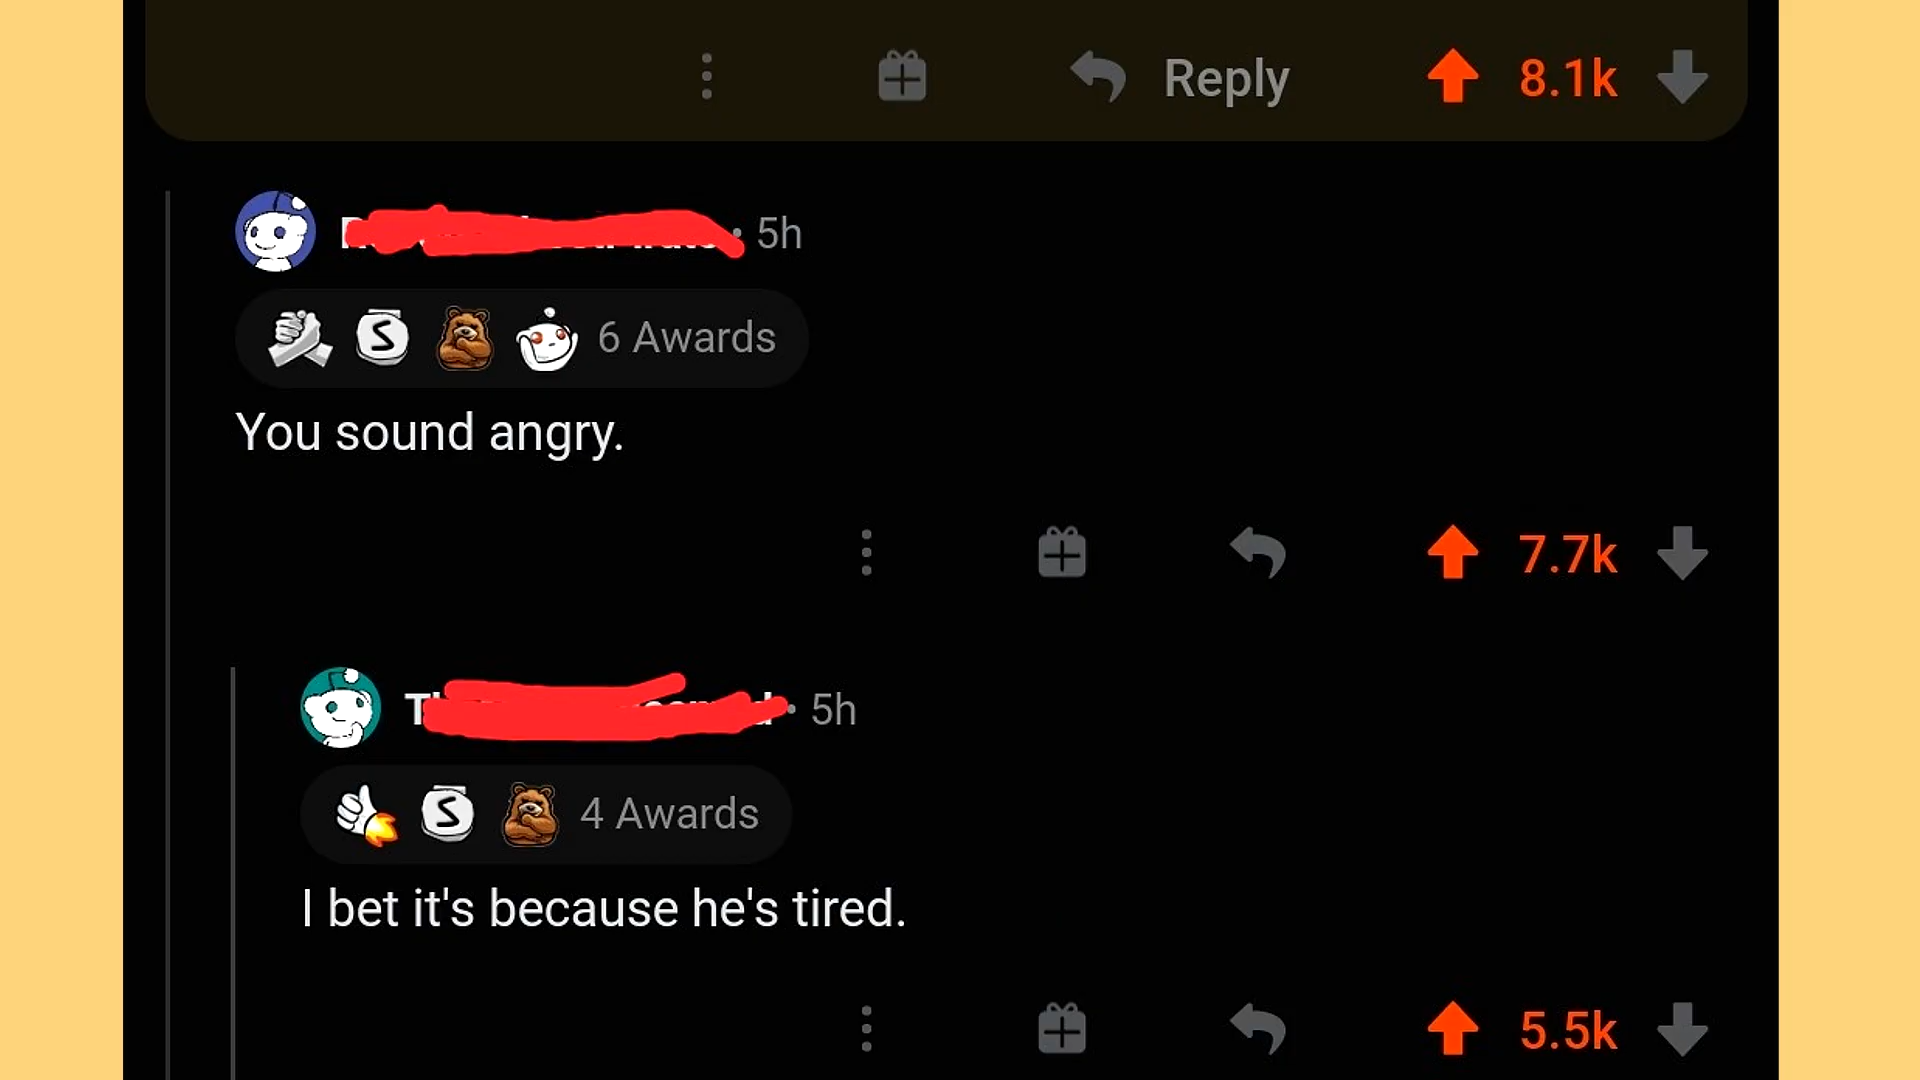 Reply 8.1k
• 5h
6 Awards
You sound angry.
7.7k
• 5h
4 Awards
I bet it's because he's tired.
5.5k